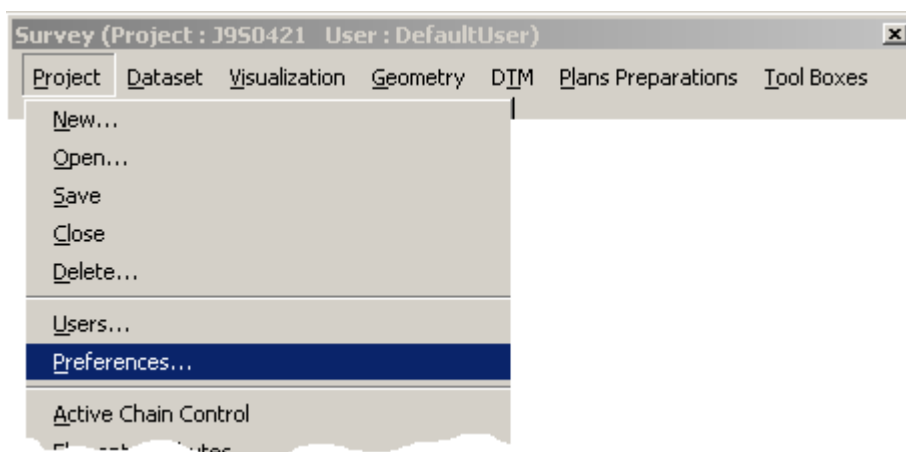 Survey (Project : J9S0421 User : DefaultUser)
Project Dataset Visualization Geometry DTM Plans Preparations Tool Boxes
New...
Open...
Save
Close
Delete...
Users...
Preferences...
Active Chain Control